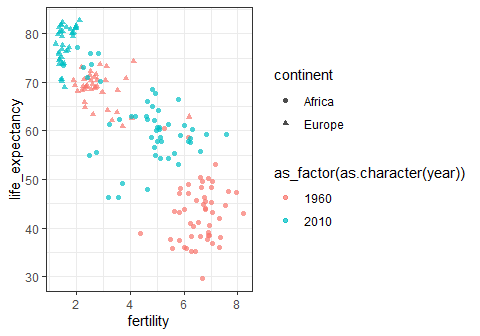 80
70
60
50
40
30
life_expectancy
2
4
6
8
fertility
continent
Africa
Europe
as_factor(as.character(year))
1960
2010